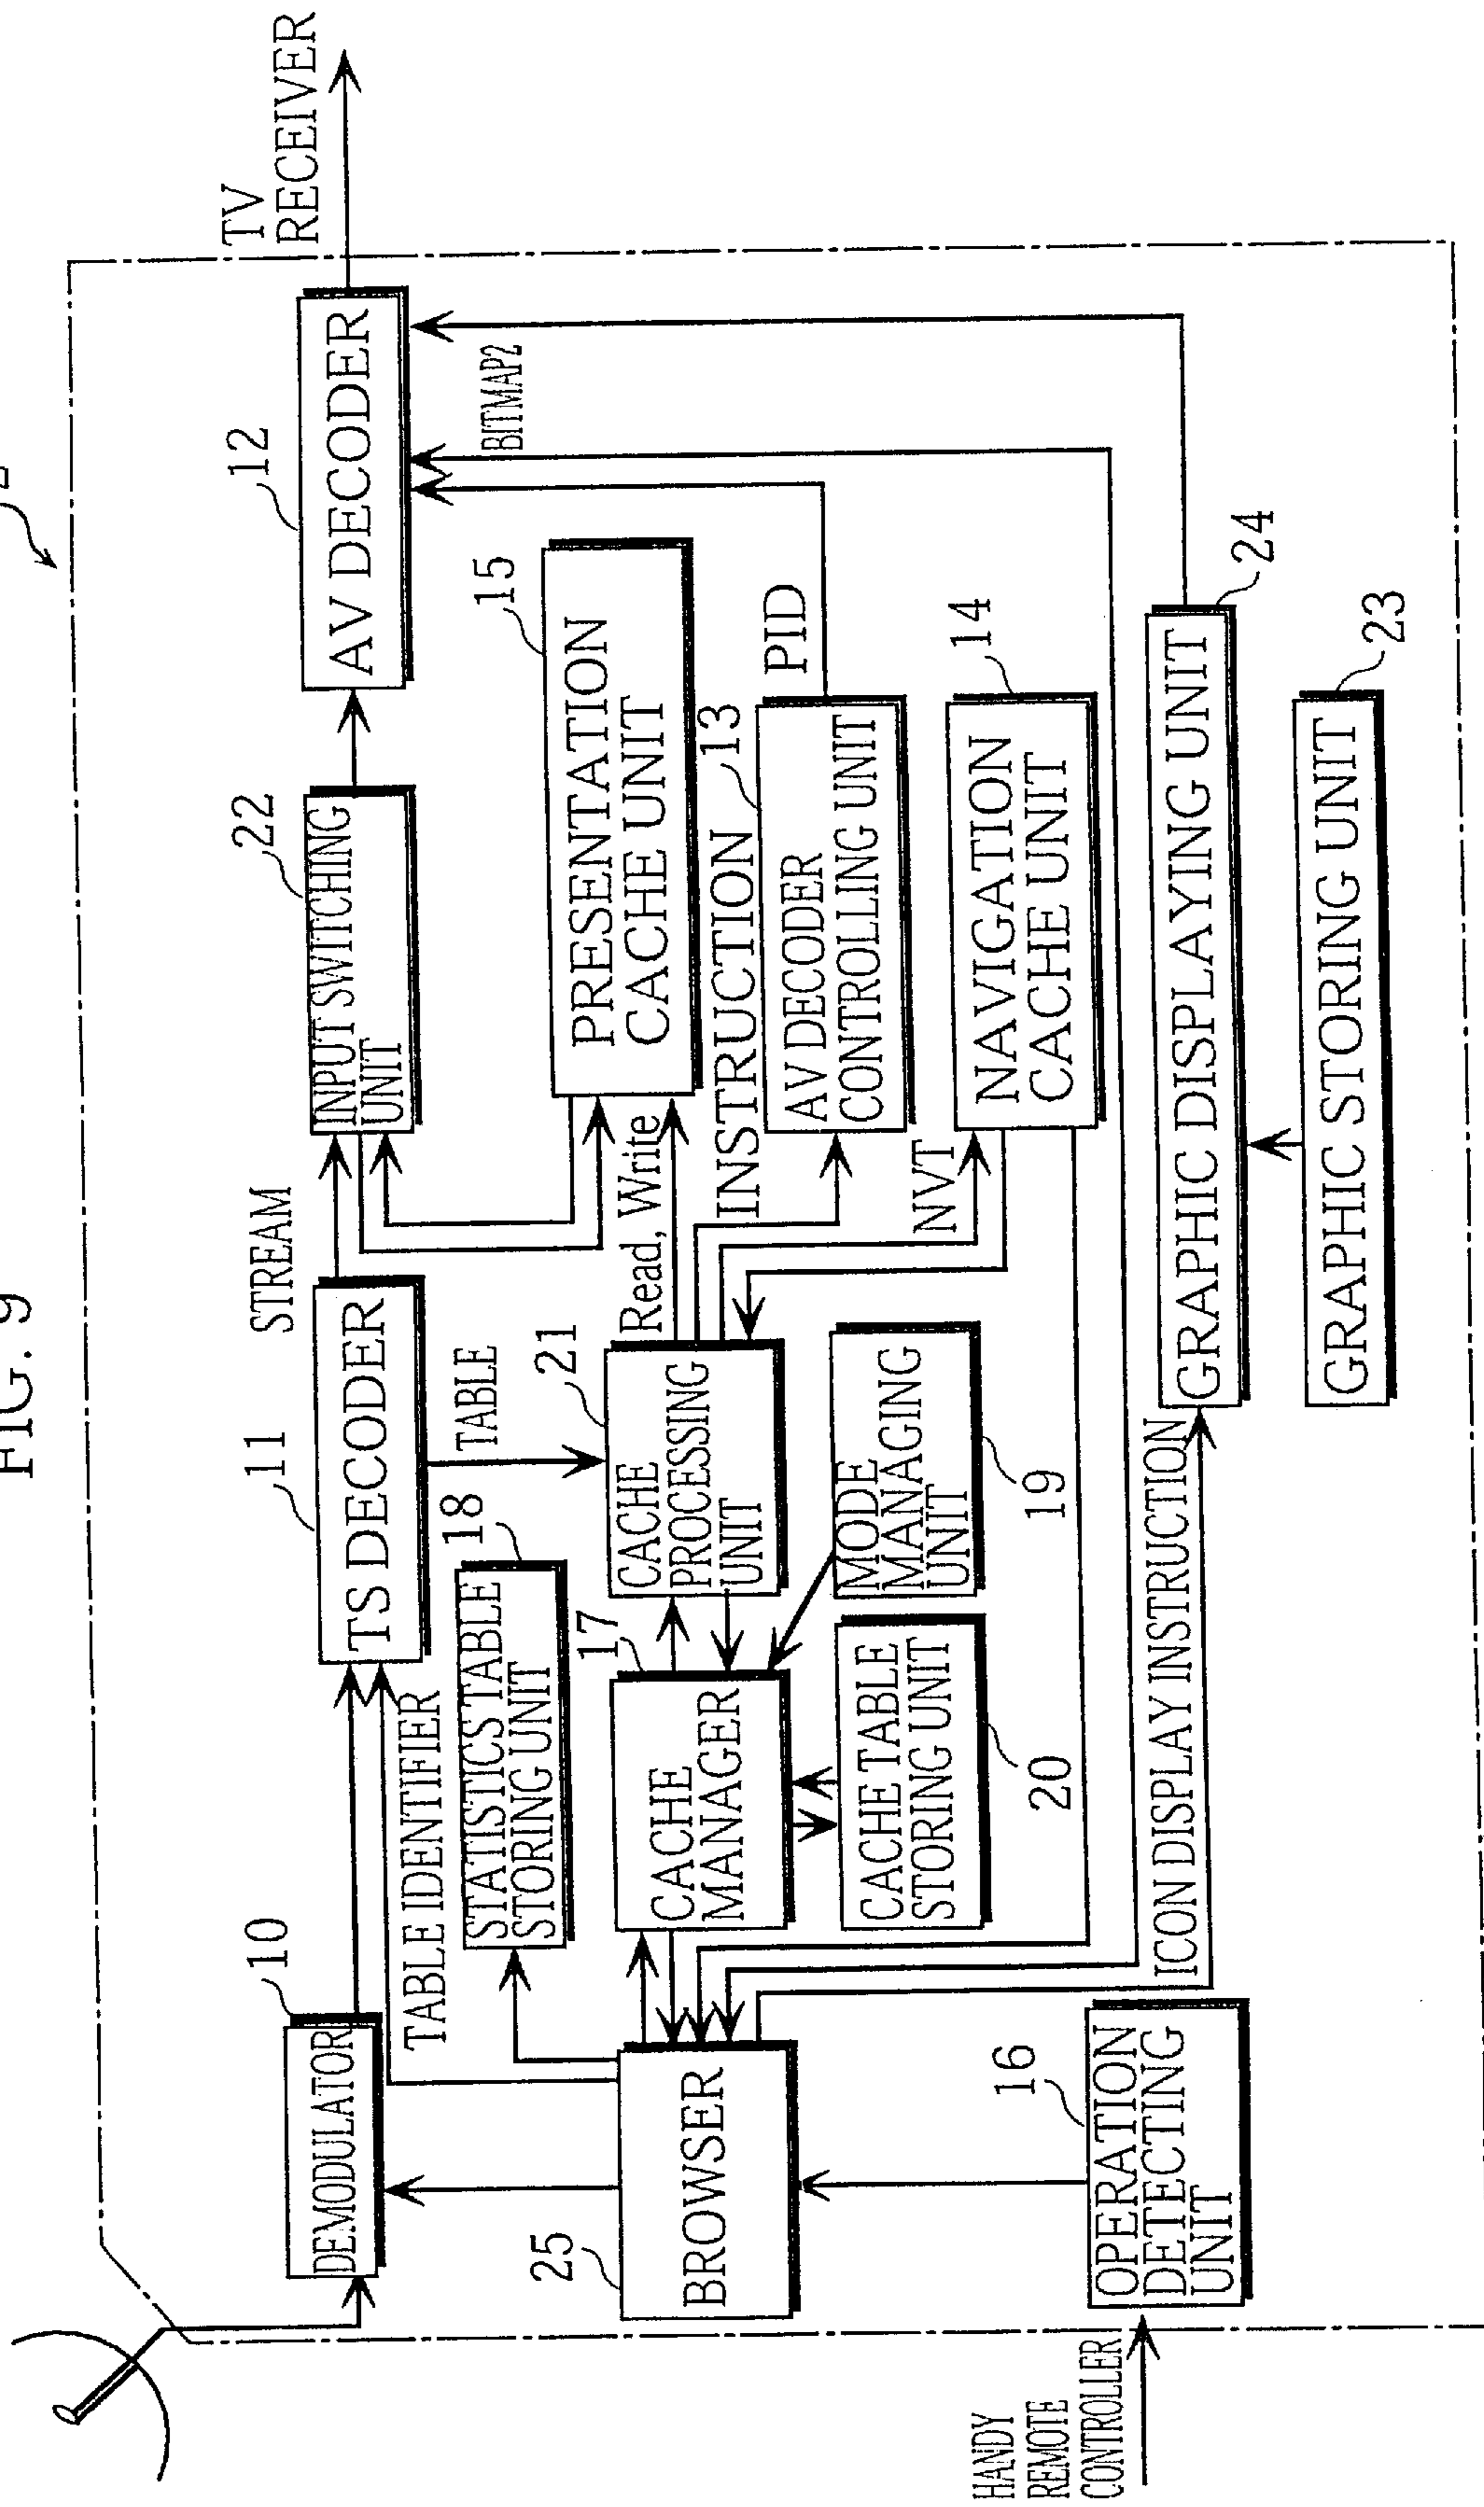 FIG. 9
2
TV
RECEIVER
10
DEMODULATOR
11
TS DECODER
STREAM
22
INPUT SWITCHING
UNIT
12
AV DECODER
TABLE IDENTIFIER
18
STATISTICS TABLE
STORING UNIT
TABLE
15
PRESENTATION
CACHE UNIT
BITMAP2
25
BROWSER
17
CACHE
MANAGER
21
CACHE
PROCESSING
UNIT
Read, Write
INSTRUCTION
13
AV DECODER
CONTROLLING UNIT
PID
20
CACHE TABLE
STORING UNIT
19
MODE
MANAGING
UNIT
NVT
14
NAVIGATION
CACHE UNIT
HANDY
REMOTE
CONTROLLER
16
OPERATION
DETECTING
UNIT
ICON DISPLAY INSTRUCTION
24
GRAPHIC DISPLAYING UNIT
23
GRAPHIC STORING UNIT